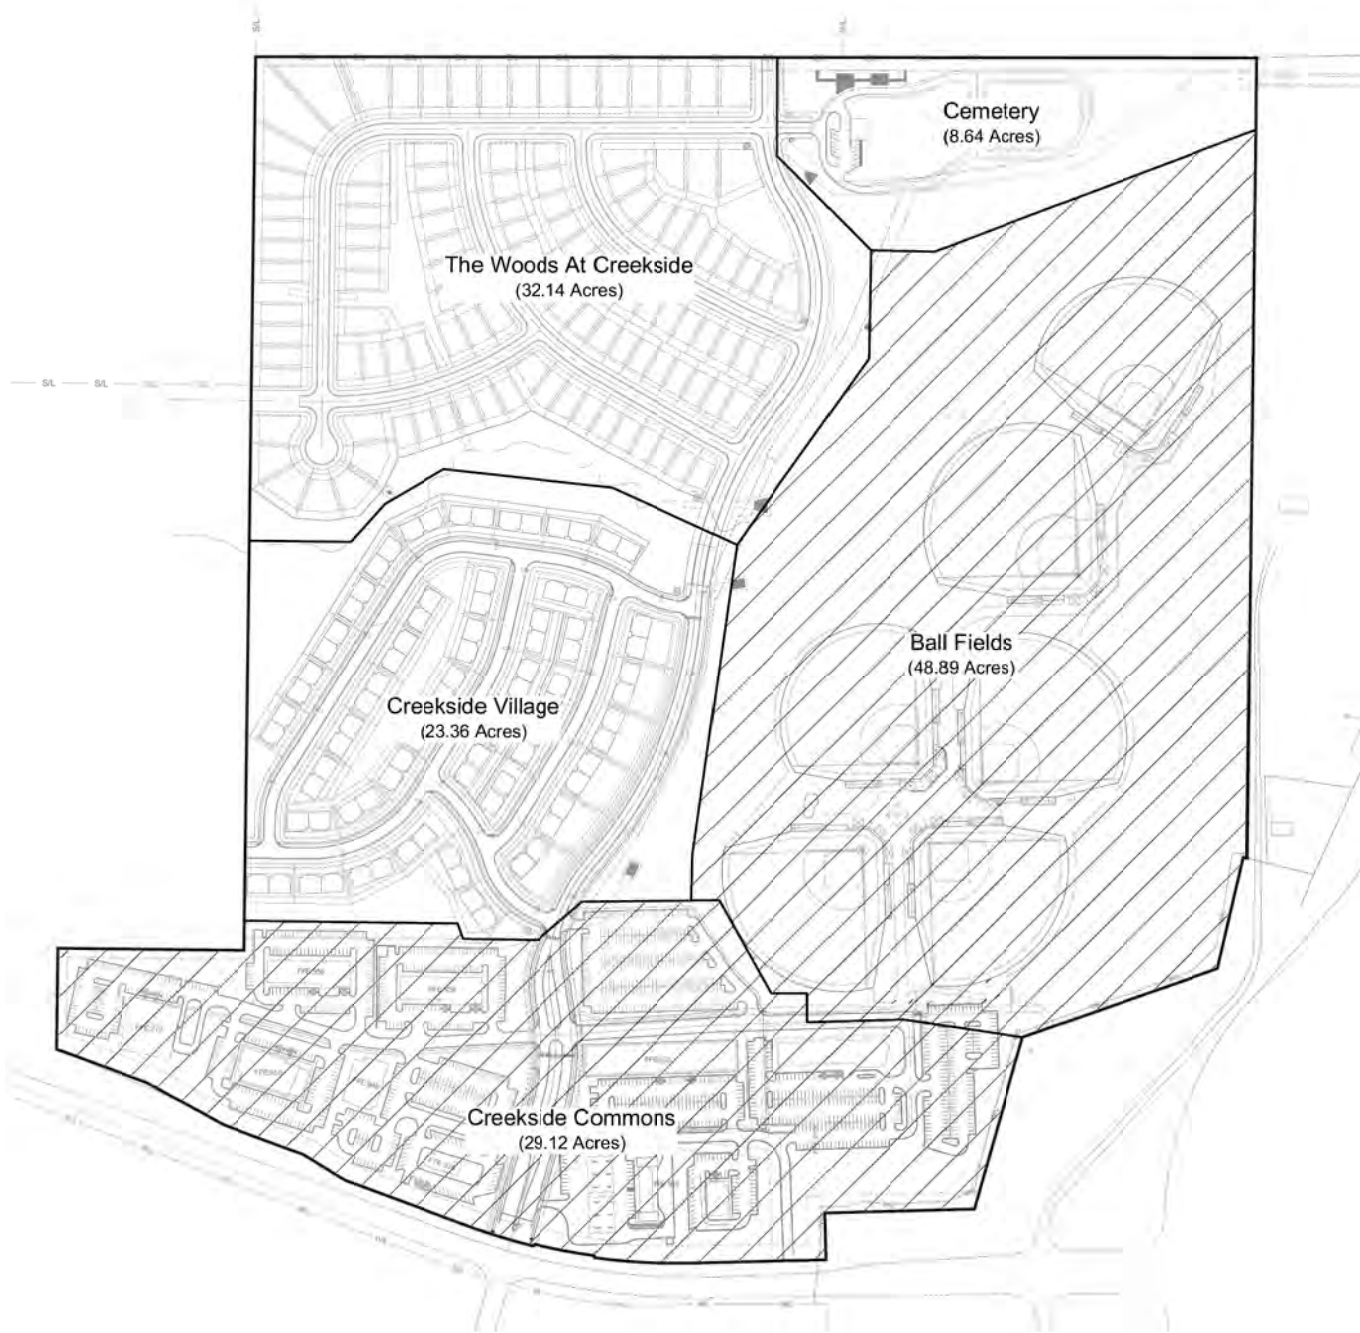 S/L
S/L
Cemetery
(8.64 Acres)
The Woods At Creekside
(32.14 Acres)
S/L
S/L
Ball Fields
(48.89 Acres)
Creekside Village
(23.36 Acres)
Creekside Commons
(29.12 Acres)